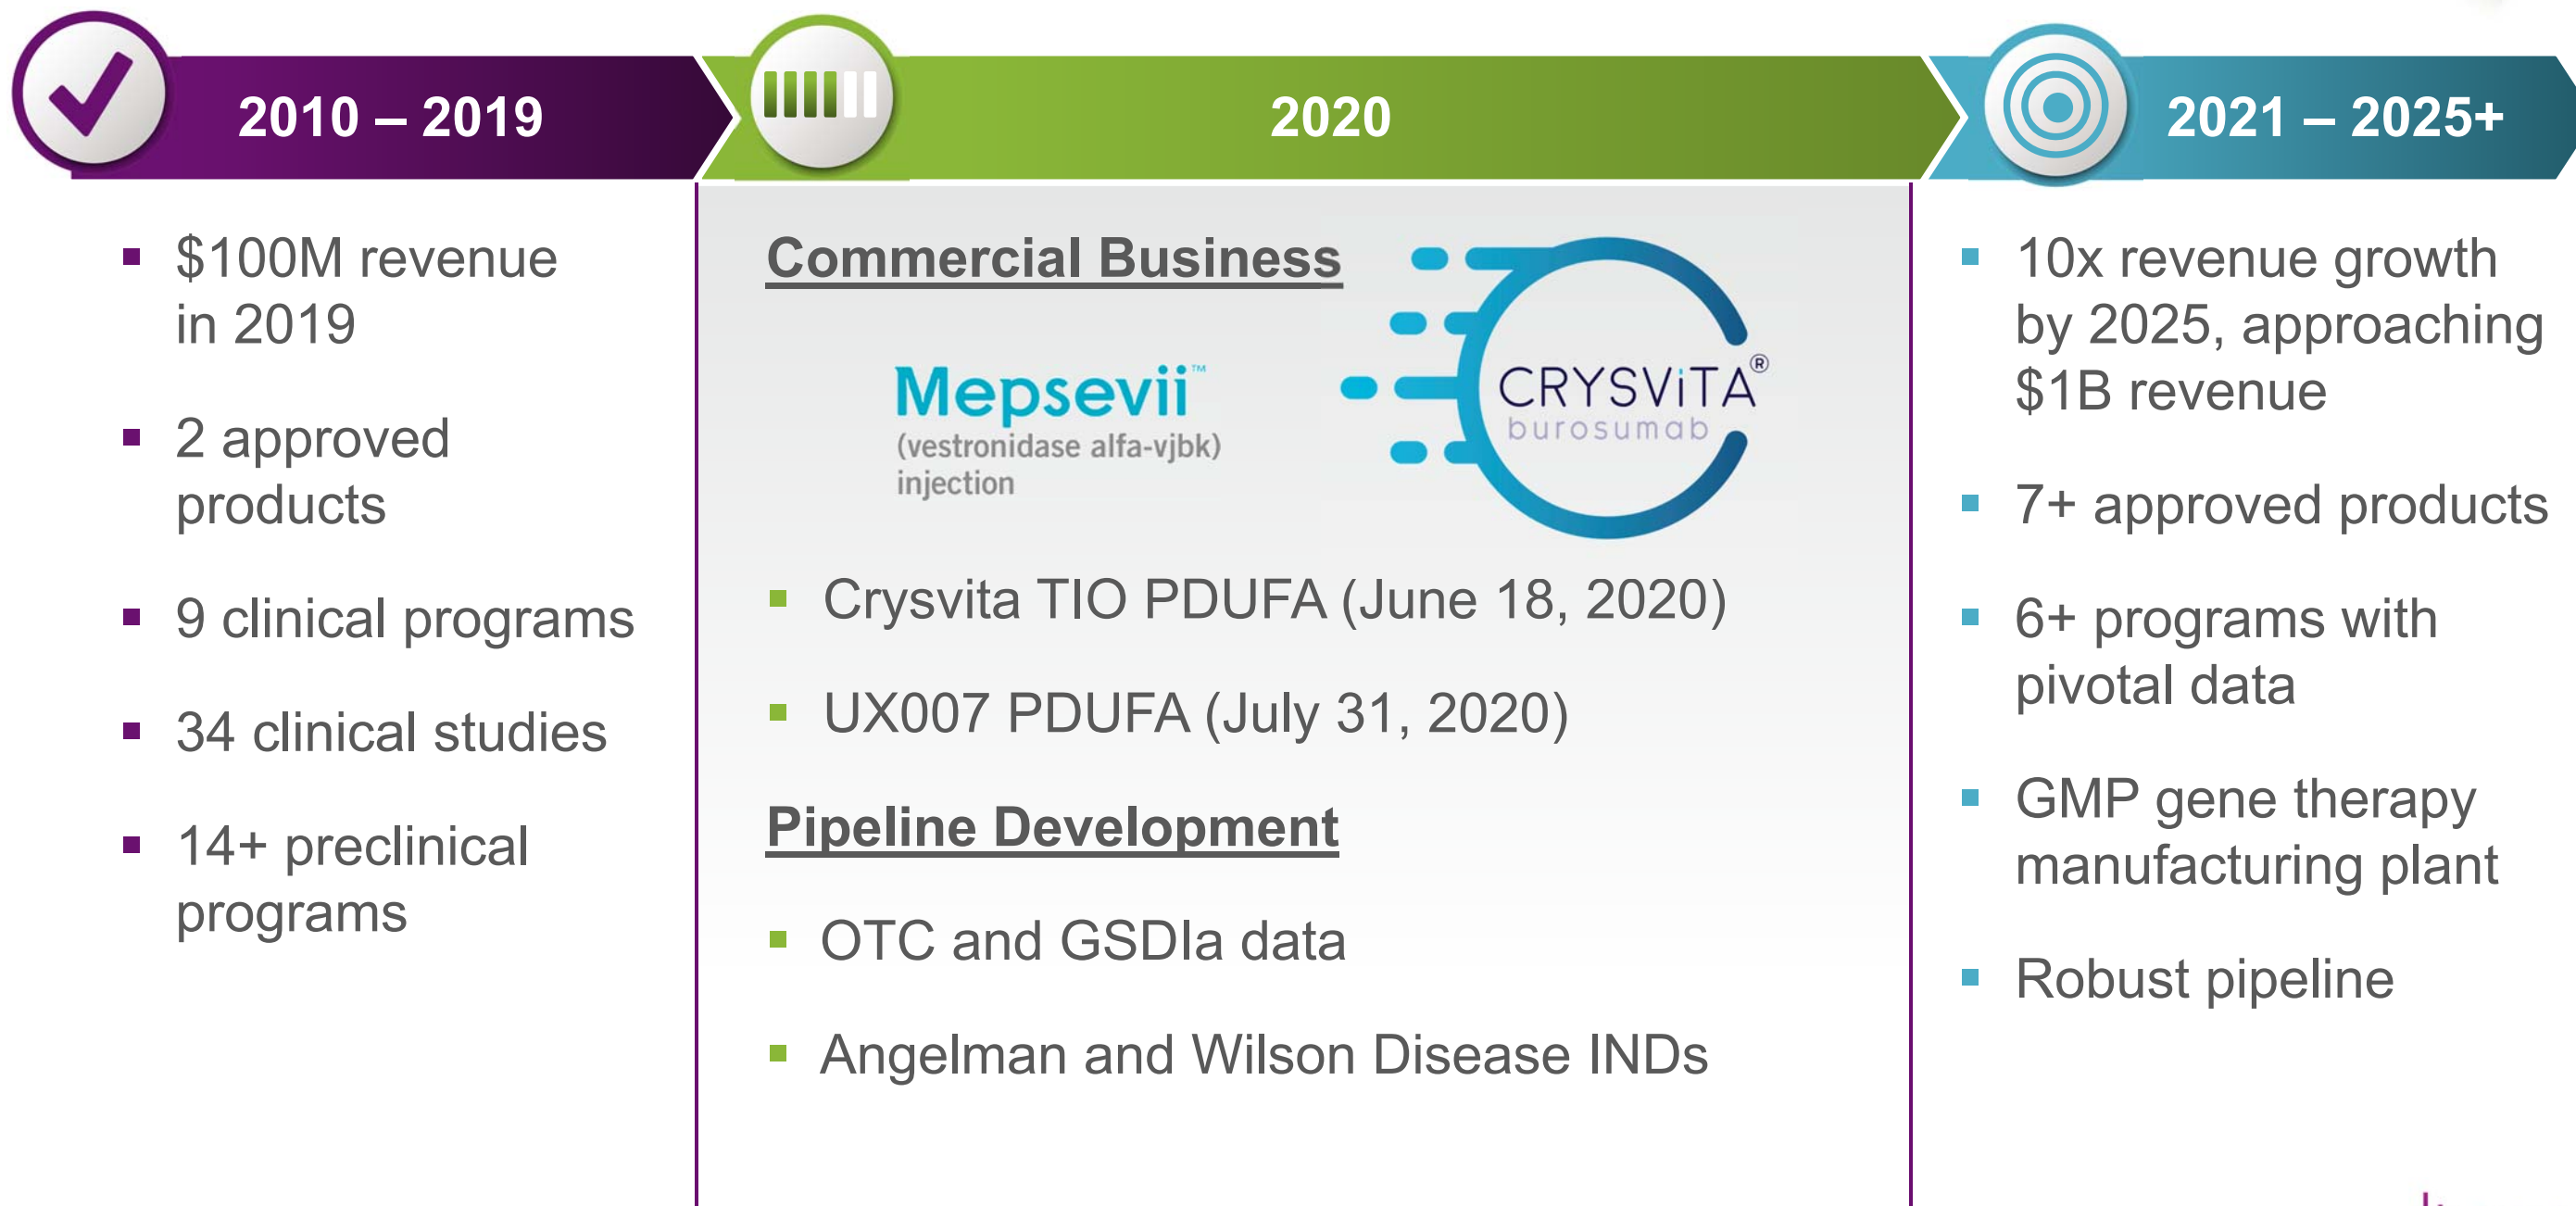 2010 – 2019
2020
2021 – 2025+
$100M revenue
in 2019
2 approved
products
9 clinical programs
34 clinical studies
14+ preclinical
programs
Commercial Business
Mepsevii™
(vestronidase alfa-vjbk)
injection
CRYSViTA®
burosumab
Crysvita TIO PDUFA (June 18, 2020)
UX007 PDUFA (July 31, 2020)
Pipeline Development
OTC and GSDIa data
Angelman and Wilson Disease INDs
10x revenue growth
by 2025, approaching
$1B revenue
7+ approved products
6+ programs with
pivotal data
GMP gene therapy
manufacturing plant
Robust pipeline